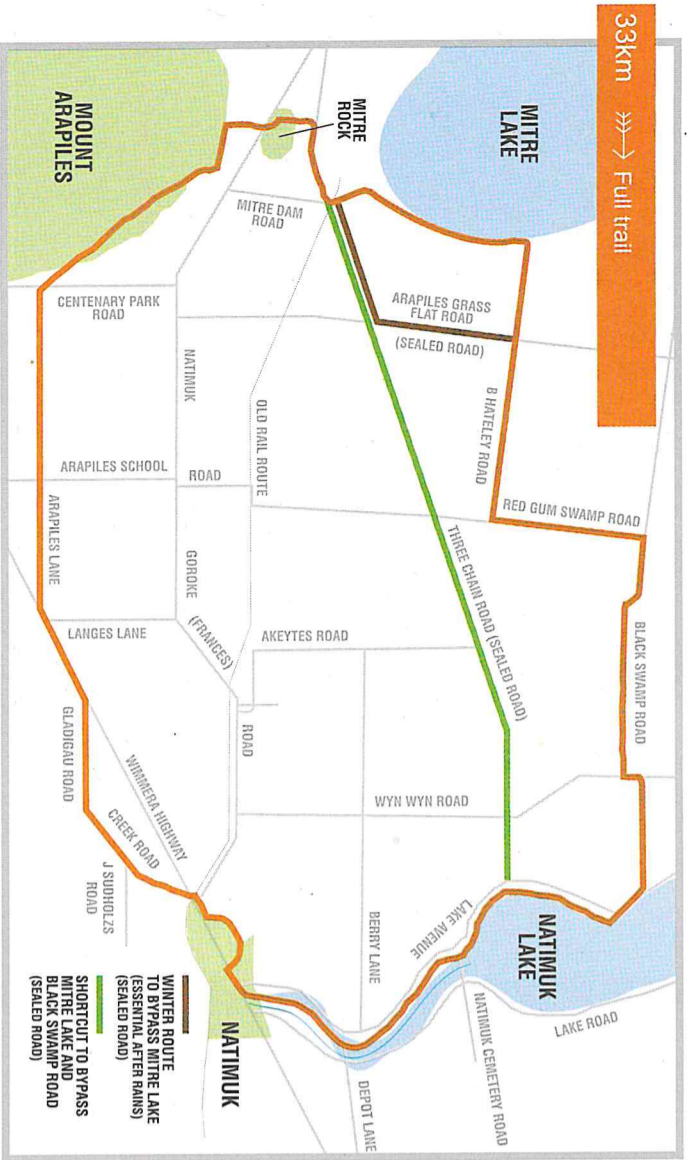 33km >>>-> Full trail
MITRE
LAKE
MITRE
ROCK
MOUNT
ARAPILES
MITRE DAM
ROAD
CENTENARY PARK
ROAD
ARAPILES GRASS
FLAT ROAD
(SEALED ROAD)
B HATELEY ROAD
NATIMUK
OLD RAIL ROUTE
ARAPILES SCHOOL
ROAD
RED GUM SWAMP ROAD
ARAPILES LANE
GOROKE
THREE CHAIN ROAD (SEALED ROAD)
BLACK SWAMP ROAD
LANGES LANE
(FRANCES)
AKEYTES ROAD
ROAD
GLADIGAU ROAD
WIMMERA HIGHWAY
WYN WYN ROAD
CREEK ROAD
J SUDHOLZS
ROAD
BERRY LANE
LAKE AVENUE
NATIMUK
LAKE
NATIMUK
NATIMUK CEMETERY ROAD
LAKE ROAD
DEPOT LANE
WINTER ROUTE
TO BYPASS MITRE LAKE
(ESSENTIAL AFTER RAINS)
(SEALED ROAD)
SHORTCUT TO BYPASS
MITRE LAKE AND
BLACK SWAMP ROAD
(SEALED ROAD)